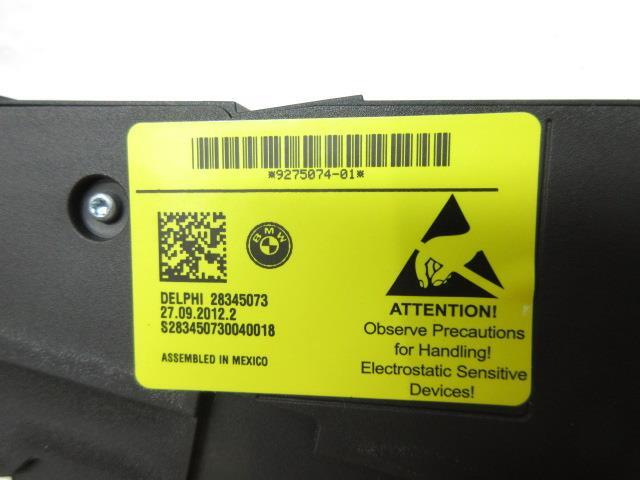 *9275074-01*
BMW
DELPHI 28345073
27.09.2012.2
S283450730040018
ASSEMBLED IN MEXICO
ATTENTION!
Observe Precautions
for Handling!
Electrostatic Sensitive
Devices!